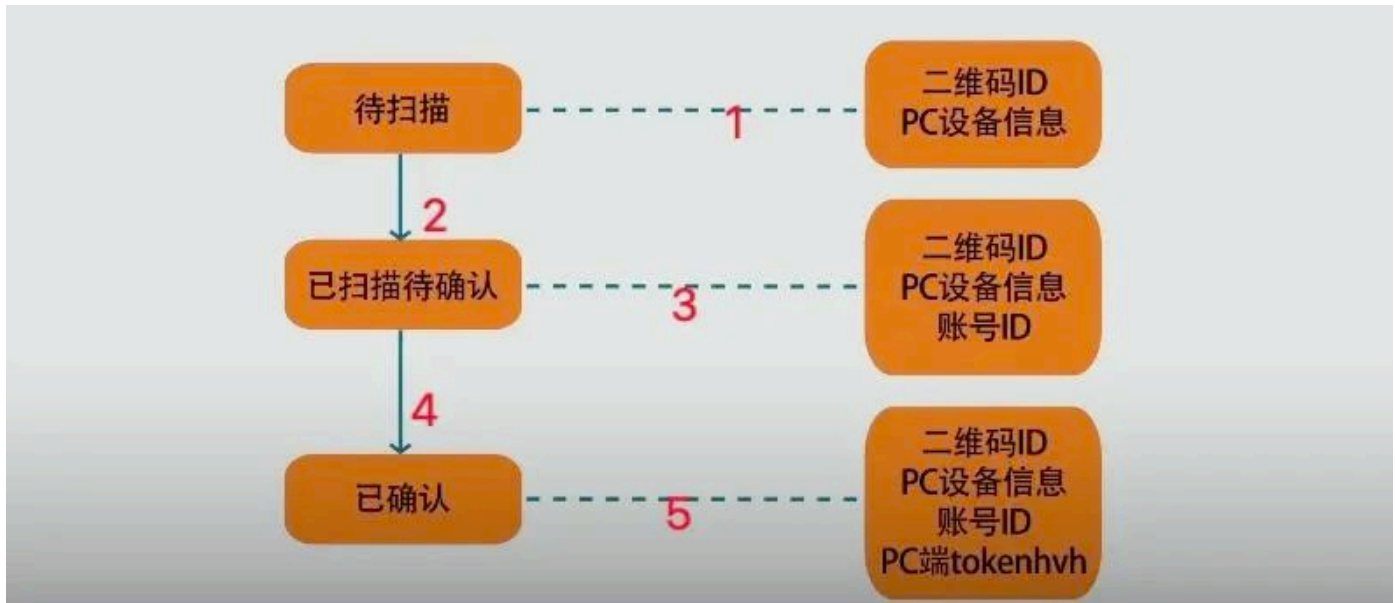 待扫描
1
二维码ID
PC设备信息
2
已扫描待确认
3
二维码ID
PC设备信息
账号ID
4
已确认
5
二维码ID
PC设备信息
账号ID
PC端tokenhvh